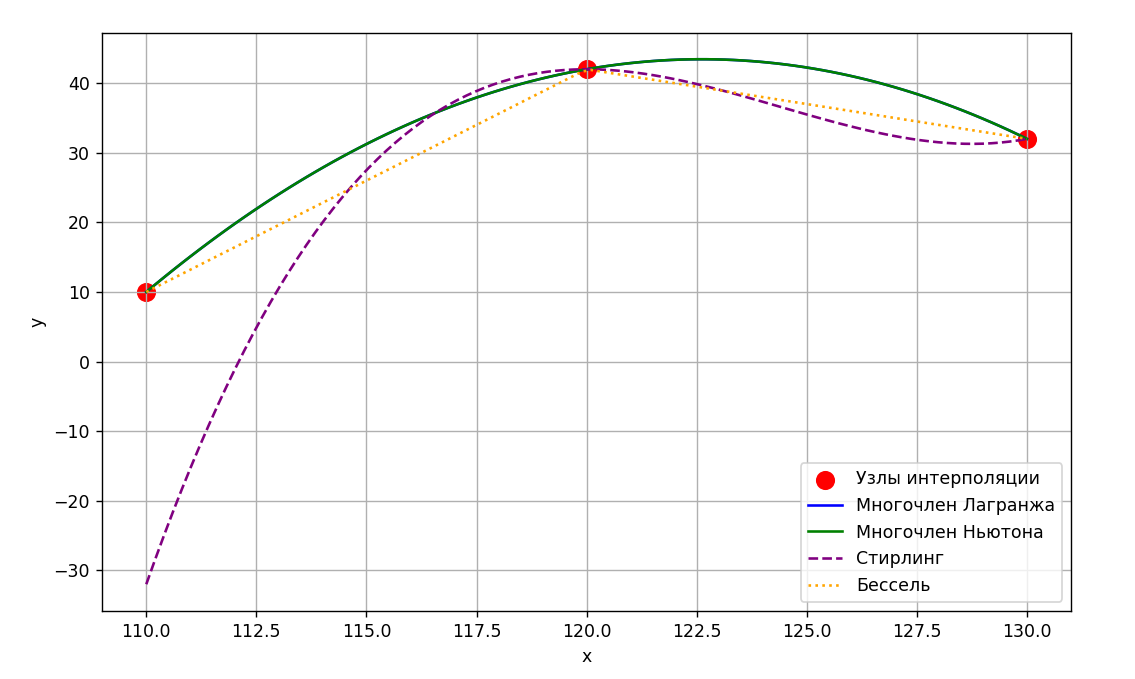 y
40
30
20
10
0
−10
−20
−30
110.0 112.5 115.0 117.5 120.0 122.5 125.0 127.5 130.0
x
Узлы интерполяции
Многочлен Лагранжа
Многочлен Ньютона
Стирлинг
Бессель